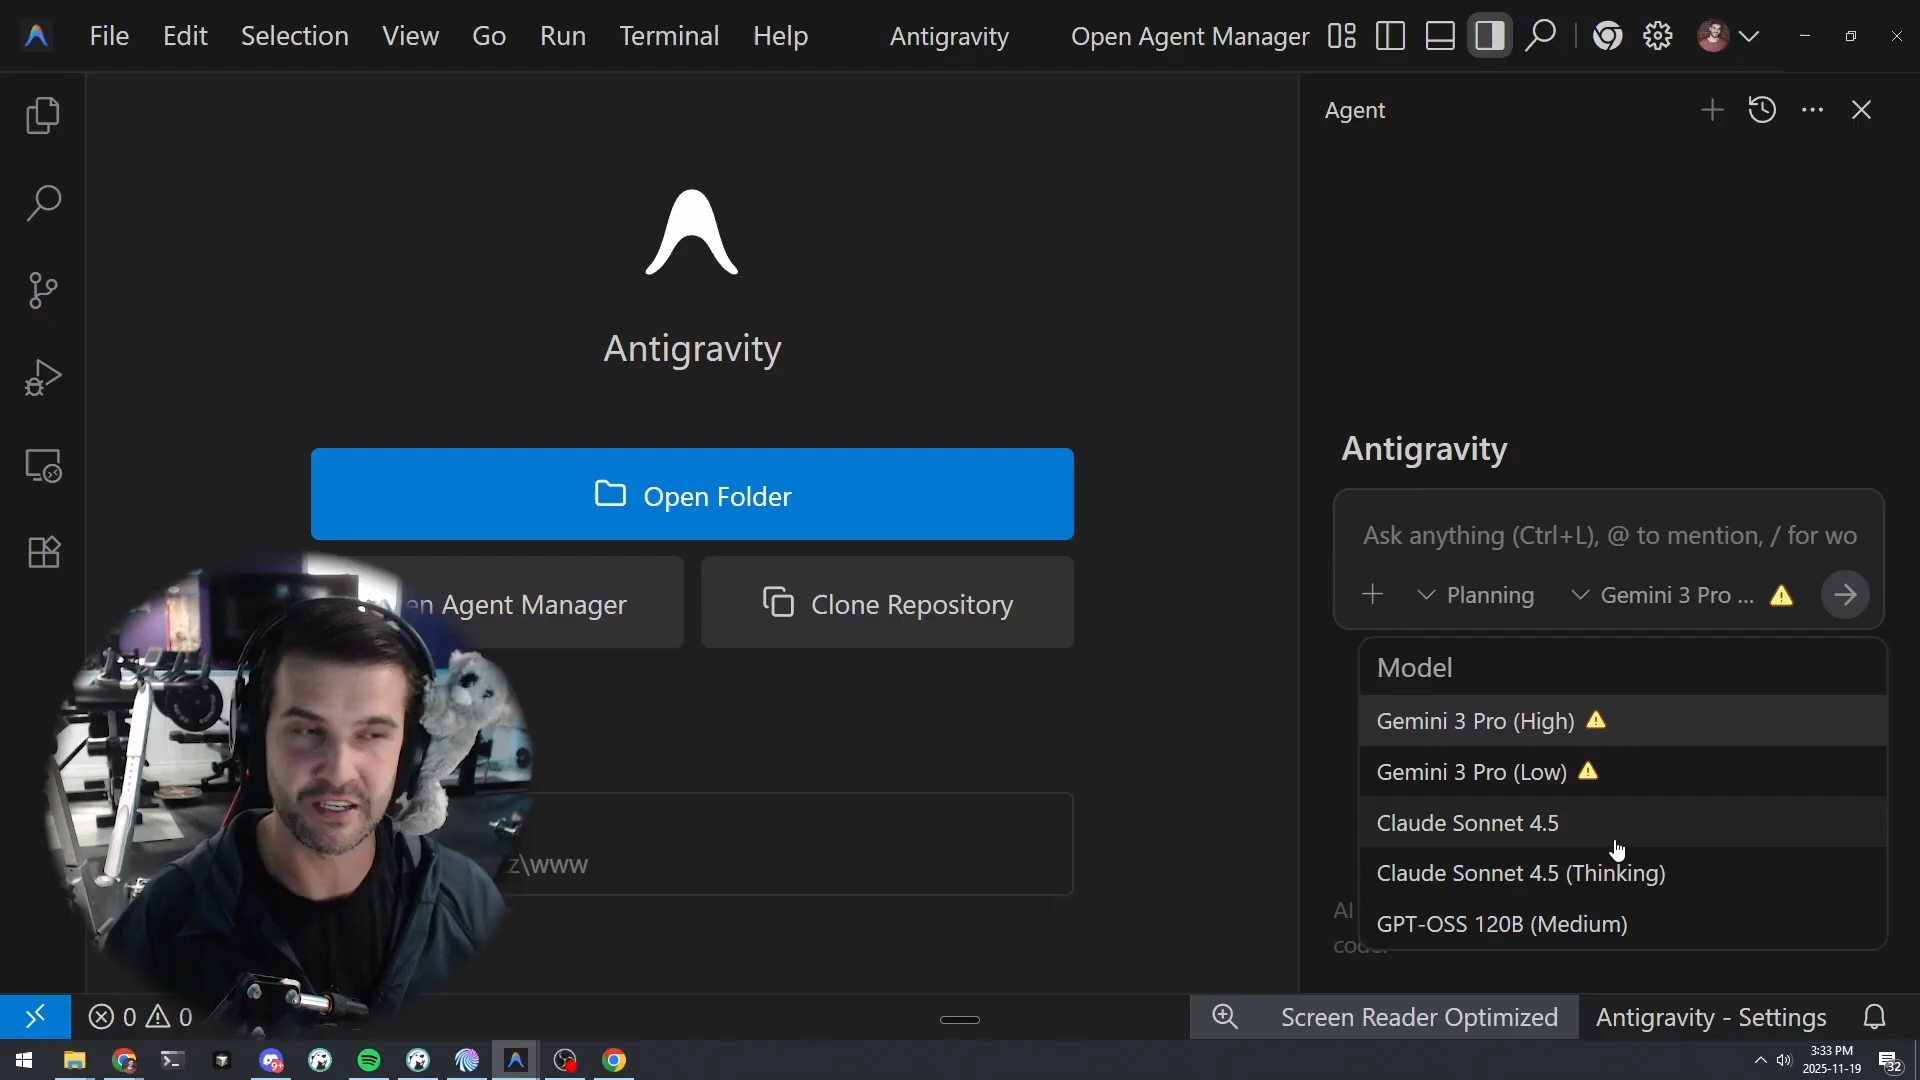 File Edit Selection View Go Run Terminal Help Antigravity Open Agent Manager
Agent
Antigravity
Open Folder
Agent Manager
Clone Repository
z\www
Antigravity
Ask anything (Ctrl+L), @ to mention, / for wo
Planning Gemini 3 Pro ...
Model
Gemini 3 Pro (High)
Gemini 3 Pro (Low)
Claude Sonnet 4.5
Claude Sonnet 4.5 (Thinking)
GPT-OSS 120B (Medium)
AI
code.
0 0 Screen Reader Optimized Antigravity - Settings
9+ 3:33 PM
2025-11-19 32